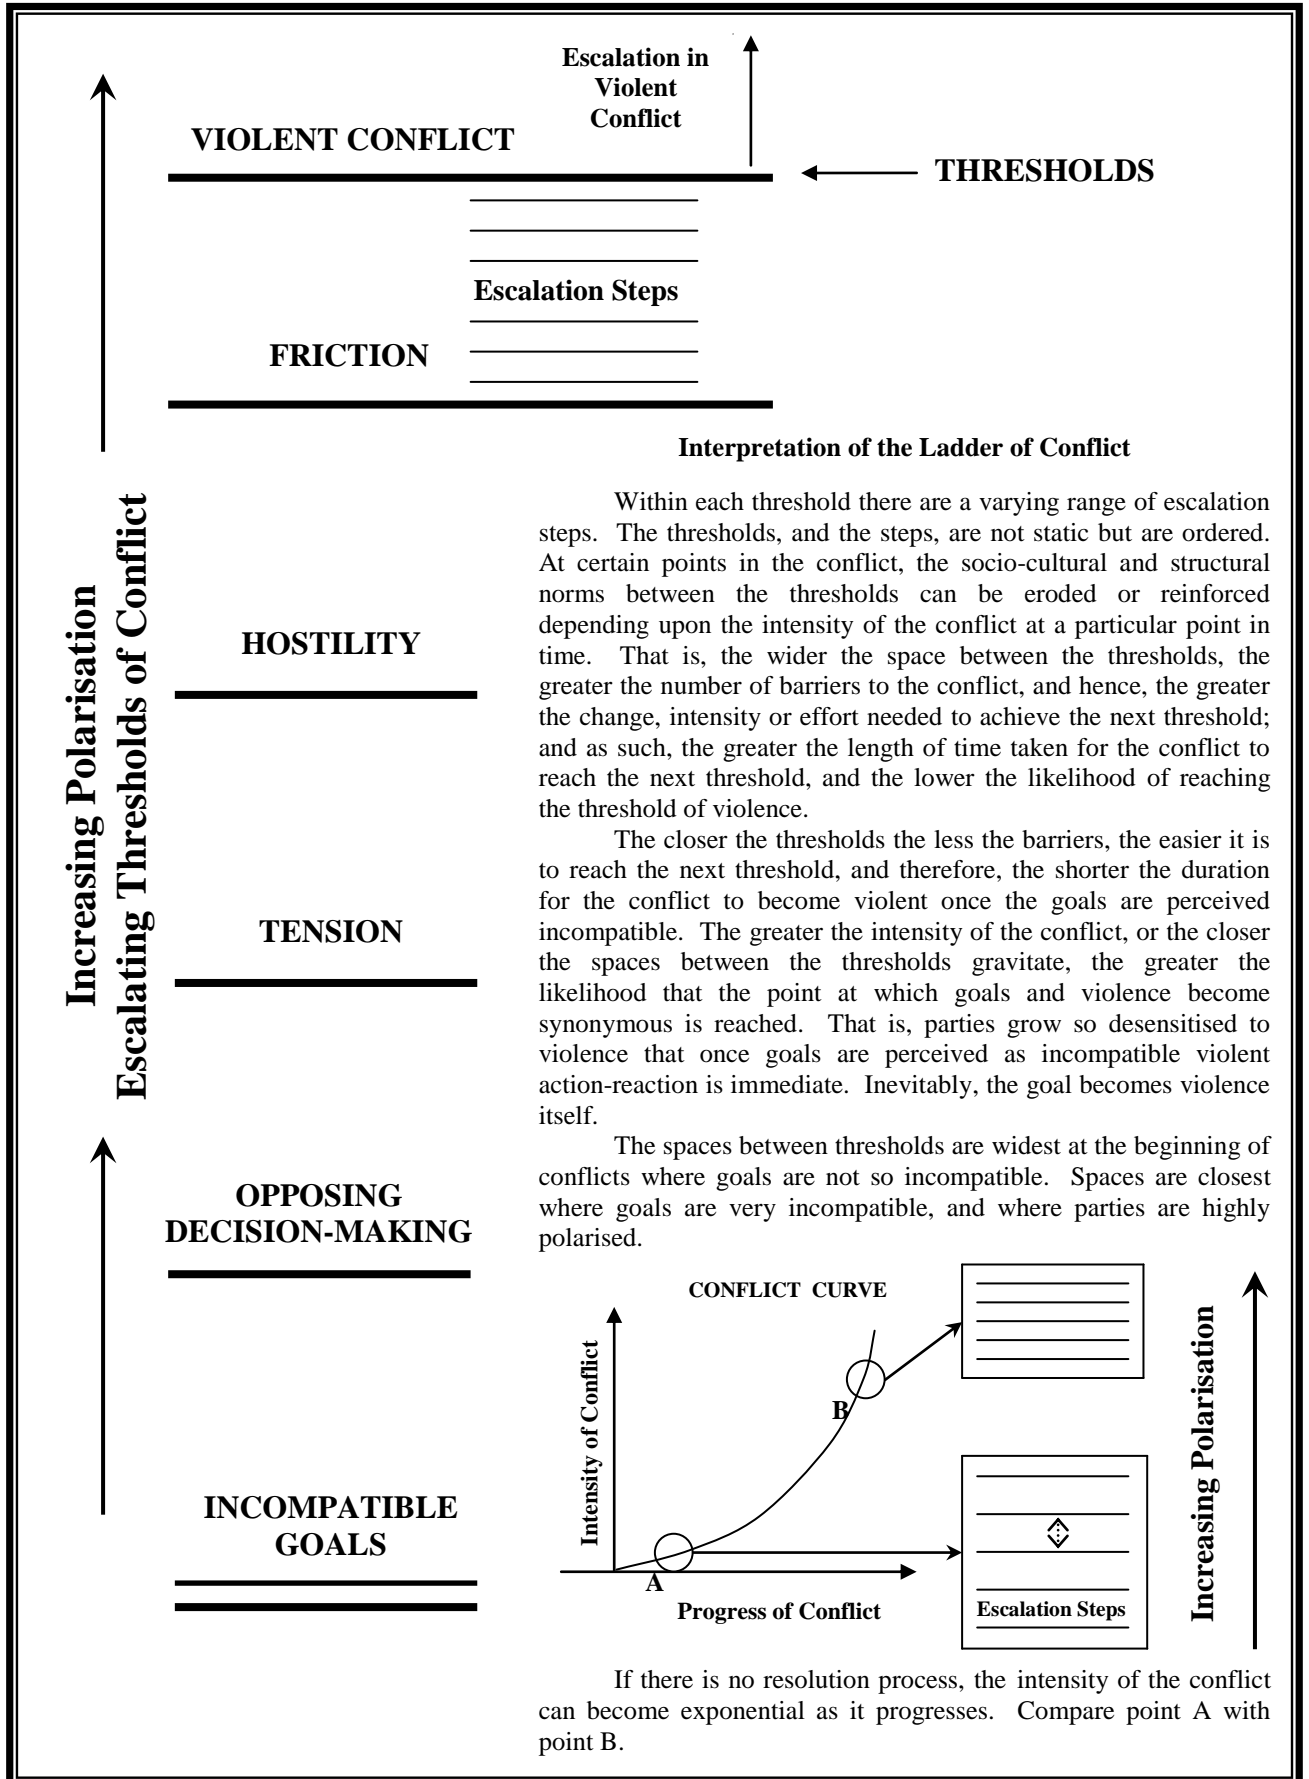 Escalation in
Violent
Conflict
VIOLENT CONFLICT
THRESHOLDS
Escalation Steps
FRICTION
Interpretation of the Ladder of Conflict
Within each threshold there are a varying range of escalation
steps. The thresholds, and the steps, are not static but are ordered.
At certain points in the conflict, the socio-cultural and structural
norms between the thresholds can be eroded or reinforced
depending upon the intensity of the conflict at a particular point in
time. That is, the wider the space between the thresholds, the
greater the number of barriers to the conflict, and hence, the greater
the change, intensity or effort needed to achieve the next threshold;
and as such, the greater the length of time taken for the conflict to
reach the next threshold, and the lower the likelihood of reaching
the threshold of violence.
The closer the thresholds the less the barriers, the easier it is
to reach the next threshold, and therefore, the shorter the duration
for the conflict to become violent once the goals are perceived
incompatible. The greater the intensity of the conflict, or the closer
the spaces between the thresholds gravitate, the greater the
likelihood that the point at which goals and violence become
synonymous is reached. That is, parties grow so desensitised to
violence that once goals are perceived as incompatible violent
action-reaction is immediate. Inevitably, the goal becomes violence
itself.
The spaces between thresholds are widest at the beginning of
conflicts where goals are not so incompatible. Spaces are closest
where goals are very incompatible, and where parties are highly
polarised.
Increasing Polarisation
Escalating Thresholds of Conflict
HOSTILITY
TENSION
OPPOSING
DECISION-MAKING
INCOMPATIBLE
GOALS
CONFLICT CURVE
Intensity of Conflict
B
A
Progress of Conflict
Escalation Steps
Increasing Polarisation
If there is no resolution process, the intensity of the conflict
can become exponential as it progresses. Compare point A with
point B.